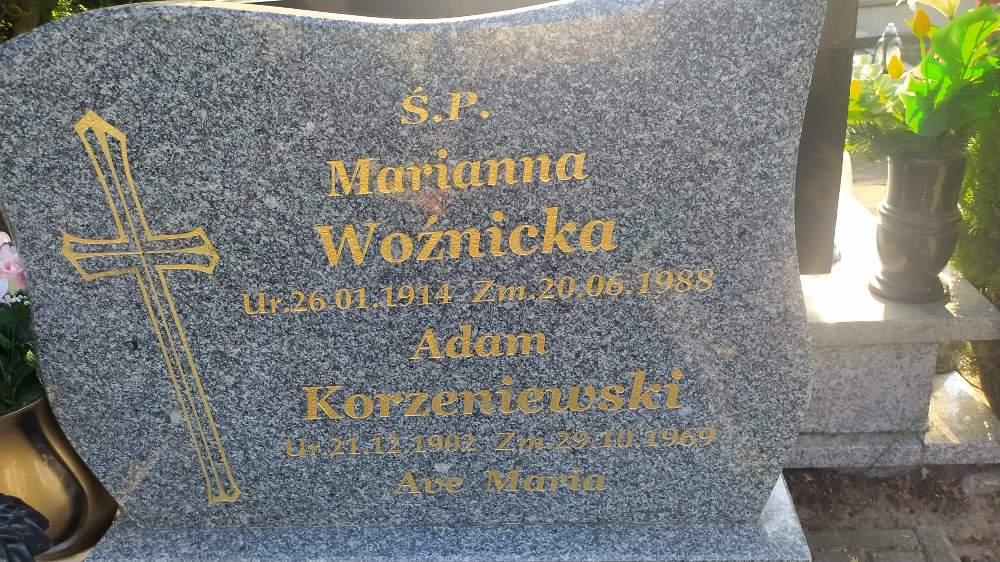 Ś.P.
Marianna
Woźnicka
Ur.26.01.1914 Zm.20.06.1988
Adam
Korzeniewski
Ur.21.12.1902 Zm.29.10.1969
Ave Maria